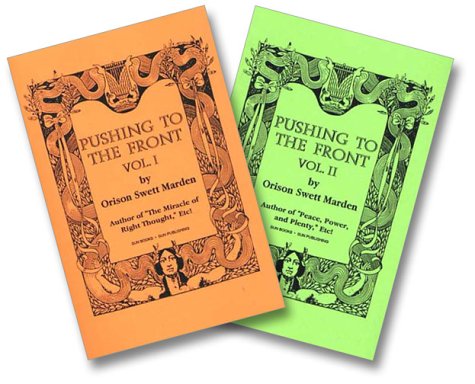 PUSHING TO
THE FRONT
VOL. I
by
Orison Swett Marden
Author of "The Miracle of
Right Thought," Etc!
SUN BOOKS - SUN PUBLISHING
PUSHING TO
THE FRONT
VOL. II
by
Orison Swett Marden
Author of "Peace, Power,
and Plenty," Etc!
SUN BOOKS - SUN PUBLISHING